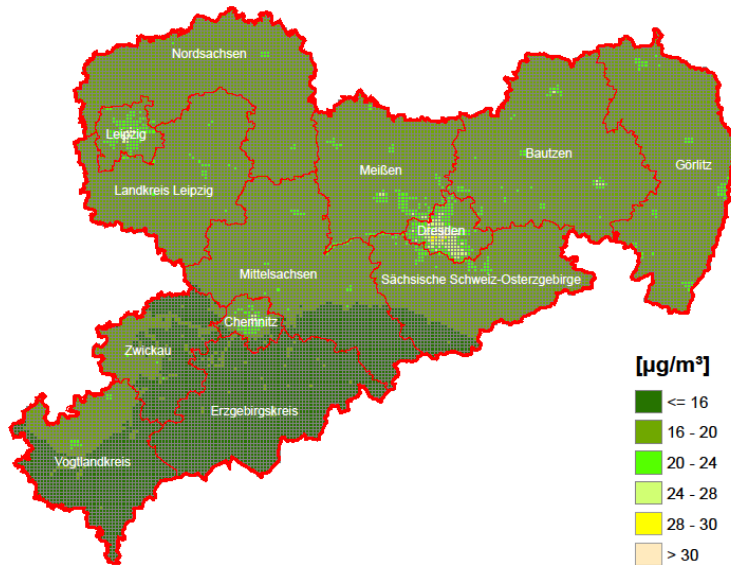 Nordsachsen
Leipzig
Landkreis Leipzig
Meißen
Bautzen
Görlitz
Dresden
Mittelsachsen
Sächsische Schweiz-Osterzgebirge
Chemnitz
Zwickau
Erzgebirgskreis
Vogtlandkreis
[µg/m³]
<= 16
16 - 20
20 - 24
24 - 28
28 - 30
> 30